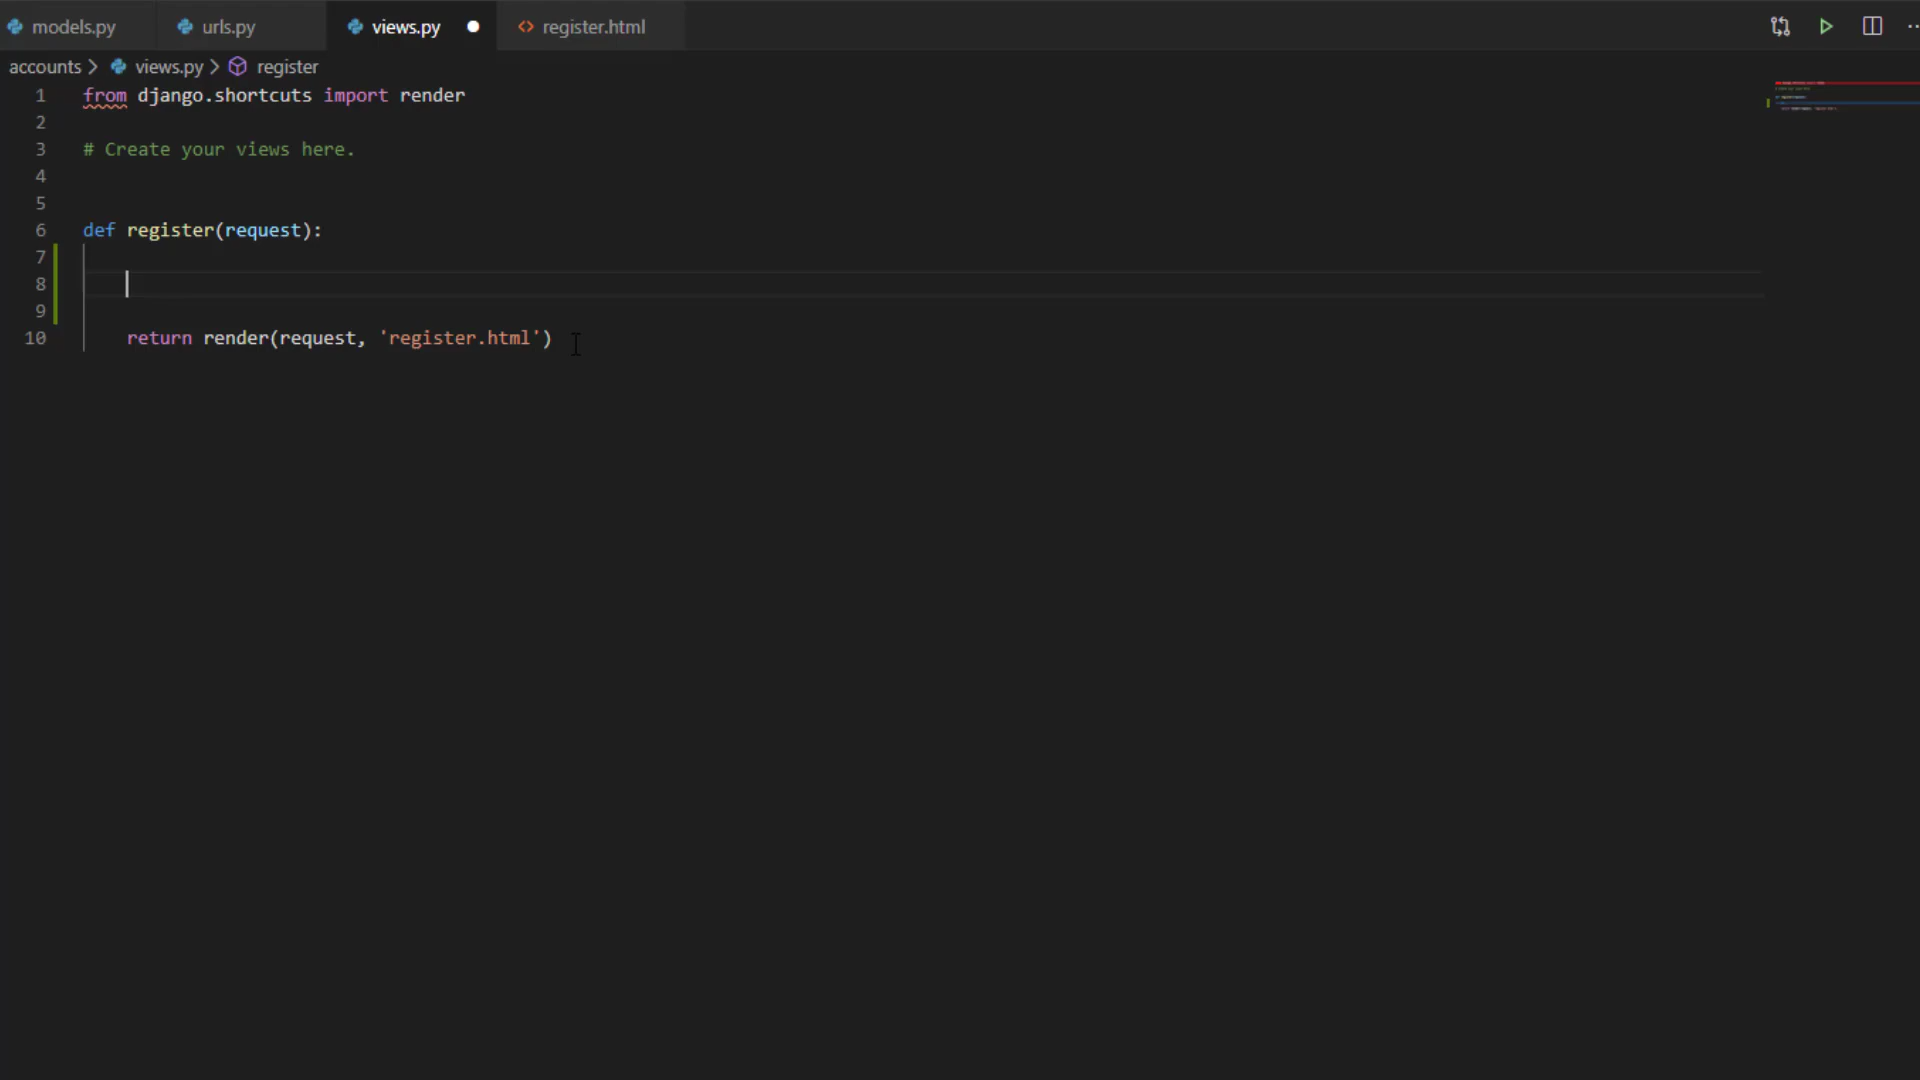 models.py urls.py views.py register.html
accounts > views.py > register
1 from django.shortcuts import render
2
3 # Create your views here.
4
5
6 def register(request):
7
8
9
10 return render(request, 'register.html')